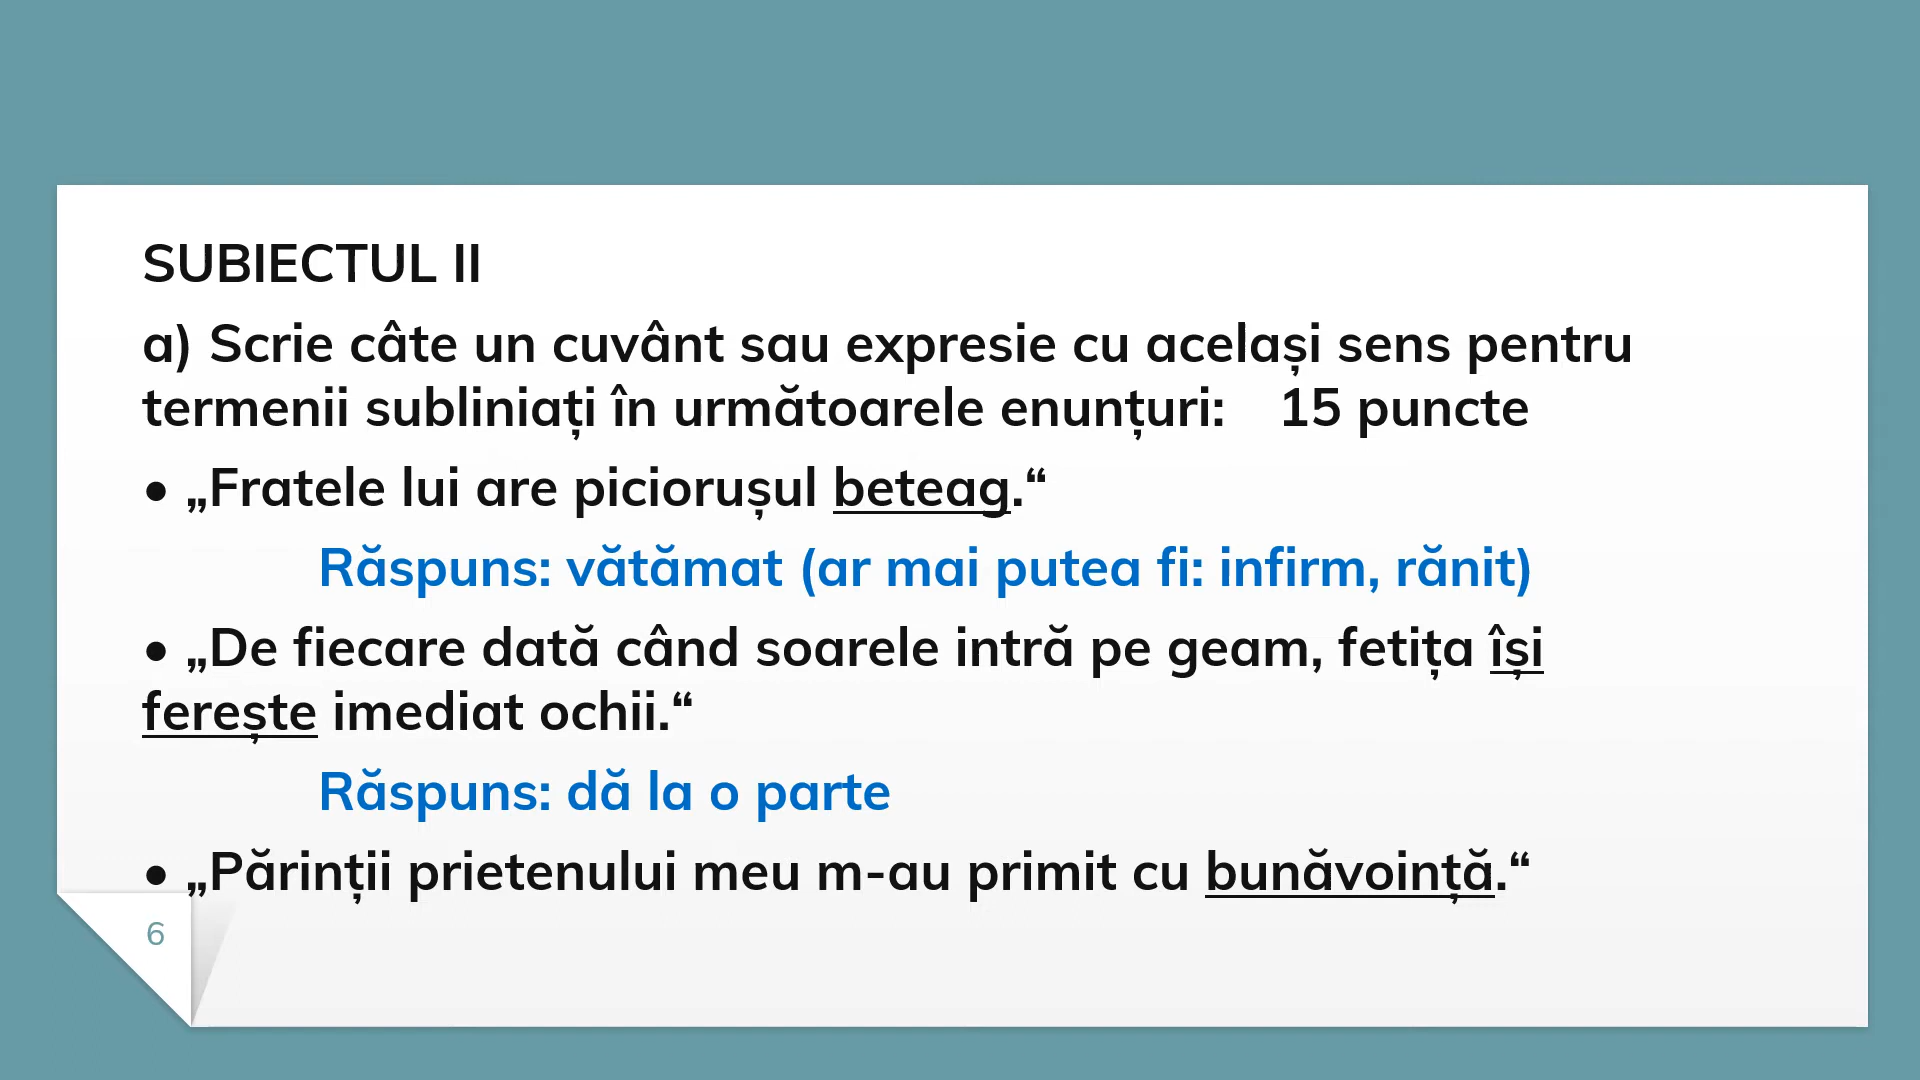 SUBIECTUL II
a) Scrie câte un cuvânt sau expresie cu același sens pentru
termenii subliniați în următoarele enunțuri: 15 puncte
• „Fratele lui are piciorușul beteag.“
Răspuns: vătămat (ar mai putea fi: infirm, rănit)
• „De fiecare dată când soarele intră pe geam, fetița își
ferește imediat ochii.“
Răspuns: dă la o parte
• „Părinții prietenului meu m-au primit cu bunăvoință.“
6